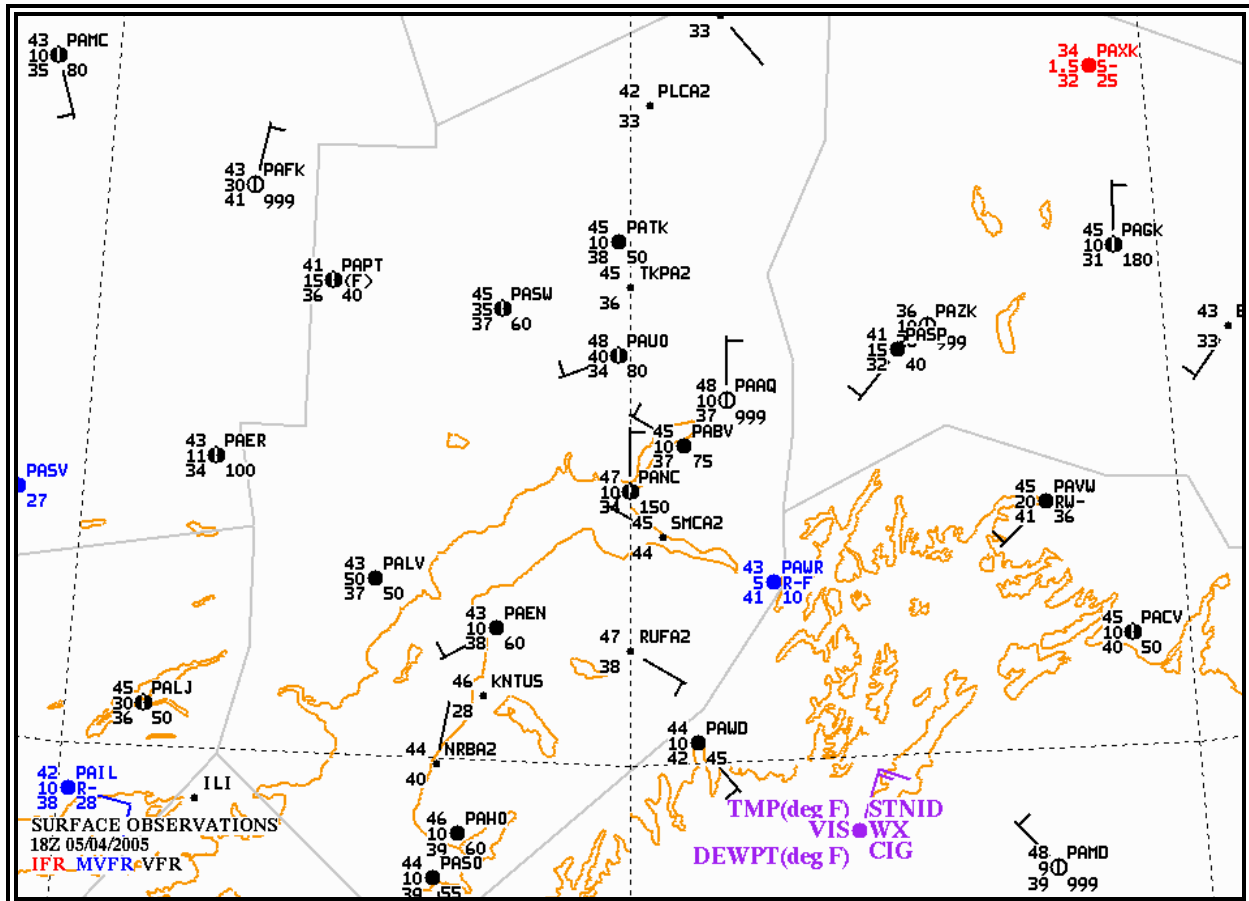 33
43 PAMC
10
35 80
34 PAXK
1.5 S-
32 25
42 PLCA2
33
43 PAFK
30
41 999
45 PATK
10
38 50
45 PAGK
10
31 180
41 PAPT
15 <F>
36 40
45 TKPA2
36
45 PASW
35
37 60
36 PAZK
10
999
43
33
41 PASP
15
32 40
48 PAUO
40
34 80
48 PAAQ
10
37 999
45 PABV
10
37 75
43 PAER
11
34 100
PASV
27
47 PANC
10
34 150
45 PAVW
20 RW-
41 36
45 SMCA2
44
43 PALV
50
37 50
43 PAWR
5 R-F
41 10
43 PAEN
10
38 60
45 PACV
10
40 50
47 RUFA2
38
46 KNTUS
28
45 PALJ
30
36 50
44 PAWD
10
42 45
44 NRBA2
40
42 PAIL
10 R-
38 28
ILI
TMP(deg F) STNID
VIS WX
DEWPT(deg F) CIG
SURFACE OBSERVATIONS
18Z 05/04/2005
IFR MVFR VFR
46 PAHO
10
39 60
48 PAMD
9
39 999
44 PASO
10
39 55